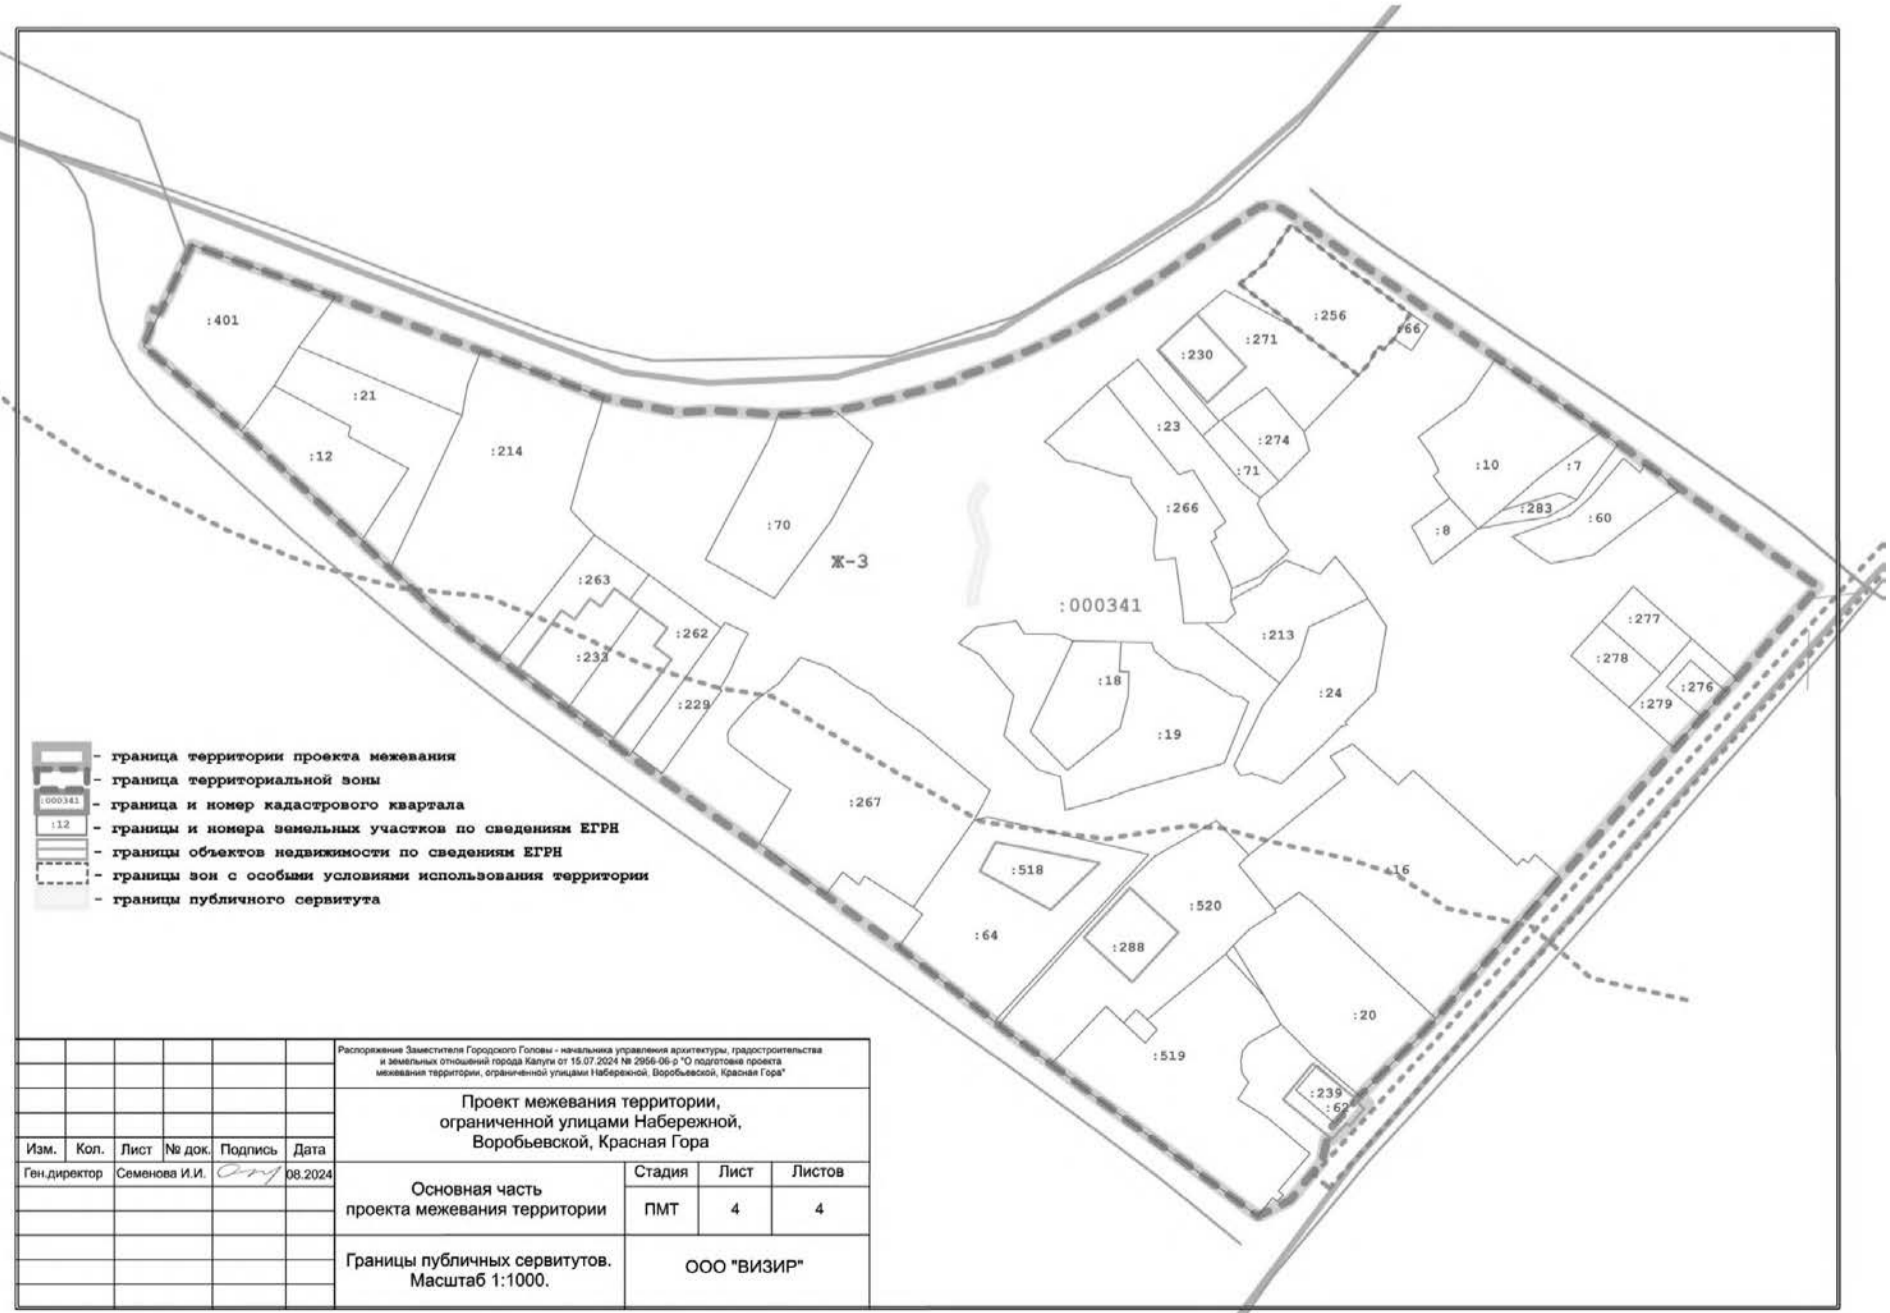 :401
:21
:12
:214
:70
:263
:262
:233
:229
:267
Ж-3
:000341
:256
:66
:271
:230
:23
:274
:71
:266
:10
:7
:283
:60
:8
:213
:24
:18
:19
:277
:278
:276
:279
:518
:64
:520
:288
:16
:20
:519
:239
:62
- граница территории проекта межевания
- граница территориальной зоны
:000341 - граница и номер кадастрового квартала
:12 - границы и номера земельных участков по сведениям ЕГРН
- границы объектов недвижимости по сведениям ЕГРН
- границы зон с особыми условиями использования территории
- границы публичного сервитута
Распоряжение Заместителя Городского Головы - начальника управления архитектуры, градостроительства
и земельных отношений города Калуги от 15.07.2024 № 2956-06-р "О подготовке проекта
межевания территории, ограниченной улицами Набережной, Воробьевской, Красная Гора"
Проект межевания территории,
ограниченной улицами Набережной,
Воробьевской, Красная Гора
Изм. Кол. Лист № док. Подпись Дата
Ген.директор Семенова И.И. 08.2024
Основная часть
проекта межевания территории
Стадия Лист Листов
ПМТ 4 4
Границы публичных сервитутов.
Масштаб 1:1000.
ООО "ВИЗИР"